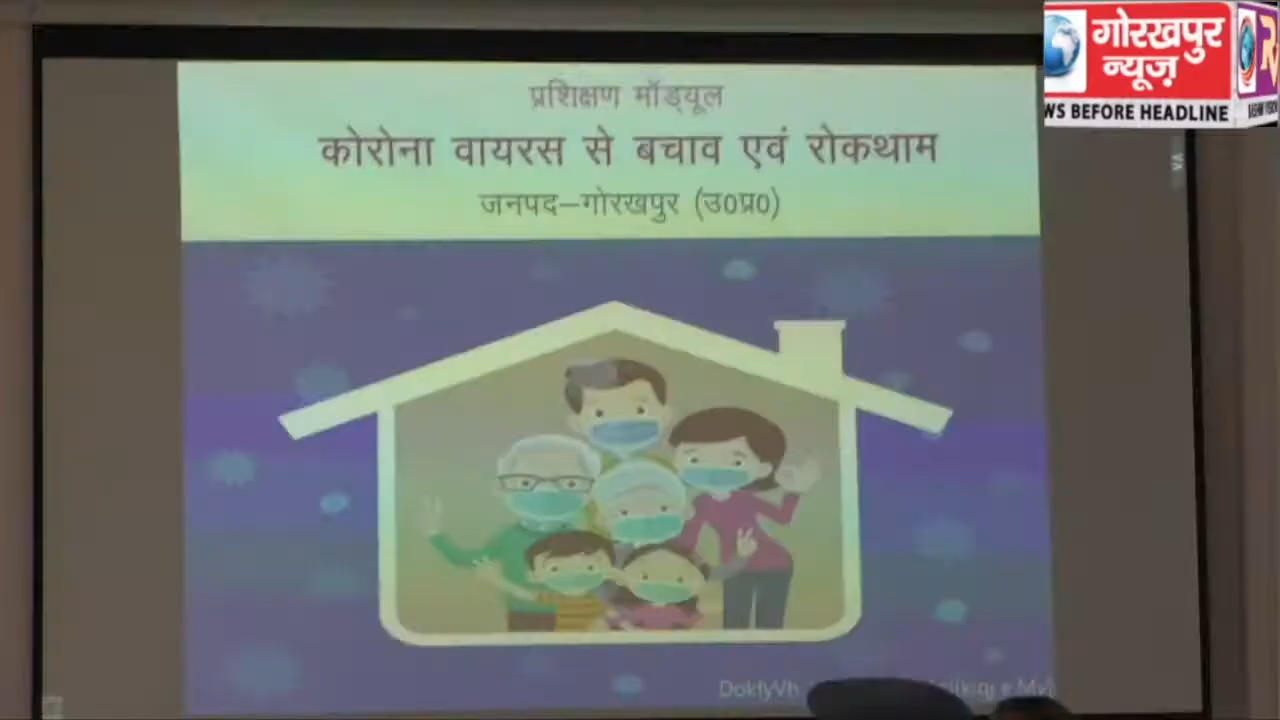 प्रशिक्षण मॉड्यूल
कोरोना वायरस से बचाव एवं रोकथाम
जनपद–गोरखपुर (उ0प्र0)
गोरखपुर
न्यूज़
WS BEFORE HEADLINE